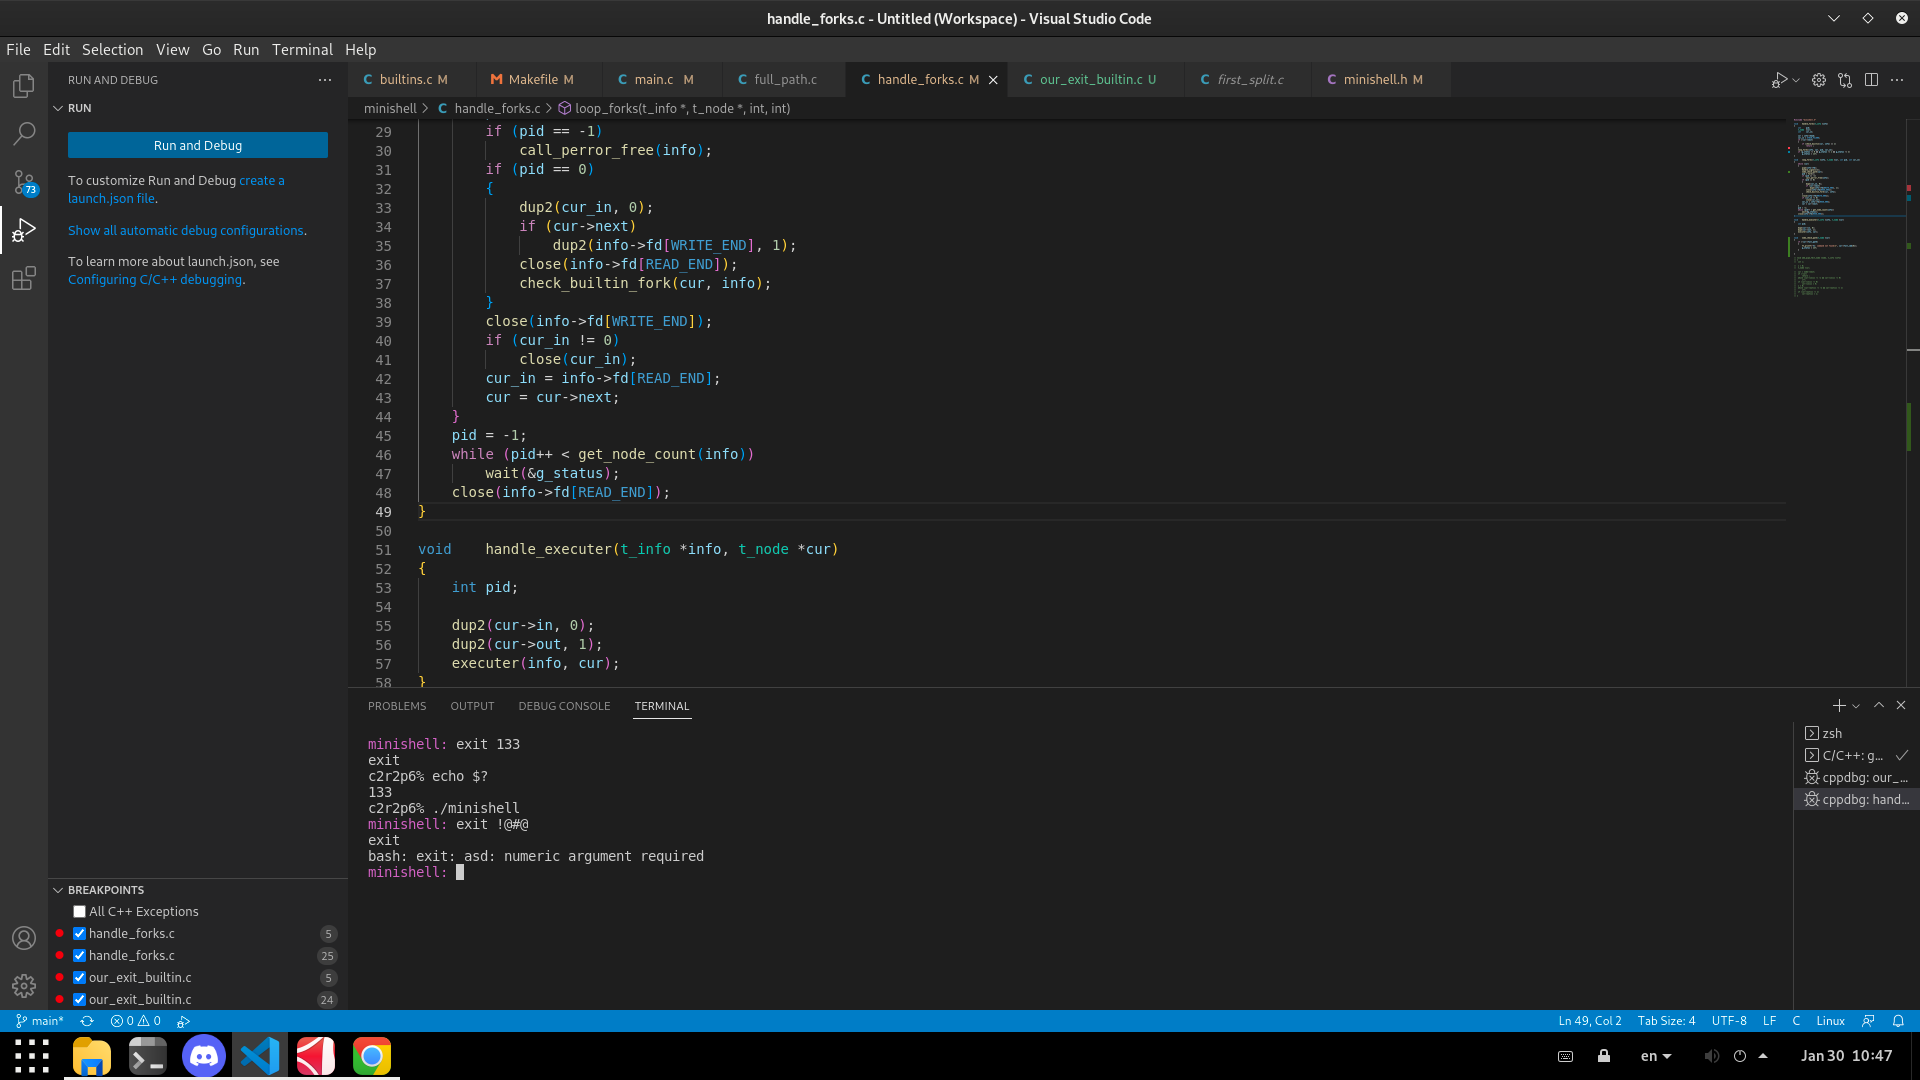 handle_forks.c - Untitled (Workspace) - Visual Studio Code
File Edit Selection View Go Run Terminal Help
RUN AND DEBUG
RUN
Run and Debug
To customize Run and Debug create a
launch.json file.
Show all automatic debug configurations.
To learn more about launch.json, see
Configuring C/C++ debugging.
73
BREAKPOINTS
All C++ Exceptions
handle_forks.c 5
handle_forks.c 25
our_exit_builtin.c 5
our_exit_builtin.c 24
C builtins.c M
M Makefile M
C main.c M
C full_path.c
C handle_forks.c M
C our_exit_builtin.c U
C first_split.c
C minishell.h M
minishell > C handle_forks.c > loop_forks(t_info *, t_node *, int, int)
29 if (pid == -1)
30 call_perror_free(info);
31 if (pid == 0)
32 {
33 dup2(cur_in, 0);
34 if (cur->next)
35 dup2(info->fd[WRITE_END], 1);
36 close(info->fd[READ_END]);
37 check_builtin_fork(cur, info);
38 }
39 close(info->fd[WRITE_END]);
40 if (cur_in != 0)
41 close(cur_in);
42 cur_in = info->fd[READ_END];
43 cur = cur->next;
44 }
45 pid = -1;
46 while (pid++ < get_node_count(info))
47 wait(&g_status);
48 close(info->fd[READ_END]);
49 }
50
51 void handle_executer(t_info *info, t_node *cur)
52 {
53 int pid;
54
55 dup2(cur->in, 0);
56 dup2(cur->out, 1);
57 executer(info, cur);
58 }
PROBLEMS OUTPUT DEBUG CONSOLE TERMINAL
minishell: exit 133
exit
c2r2p6% echo $?
133
c2r2p6% ./minishell
minishell: exit !@#@
exit
bash: exit: asd: numeric argument required
minishell:
zsh
C/C++: g...
cppdbg: our_...
cppdbg: hand...
main* 0 0 Ln 49, Col 2 Tab Size: 4 UTF-8 LF C Linux
en Jan 30 10:47